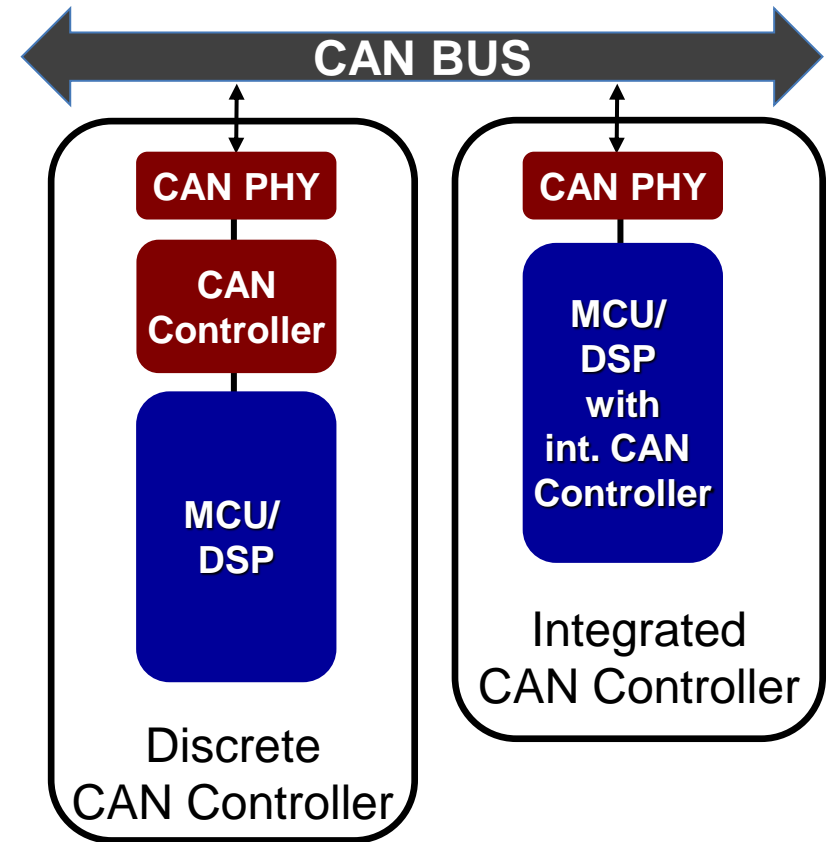 CAN BUS
CAN PHY
CAN
Controller
MCU/
DSP
Discrete
CAN Controller
CAN PHY
MCU/
DSP
with
int. CAN
Controller
Integrated
CAN Controller